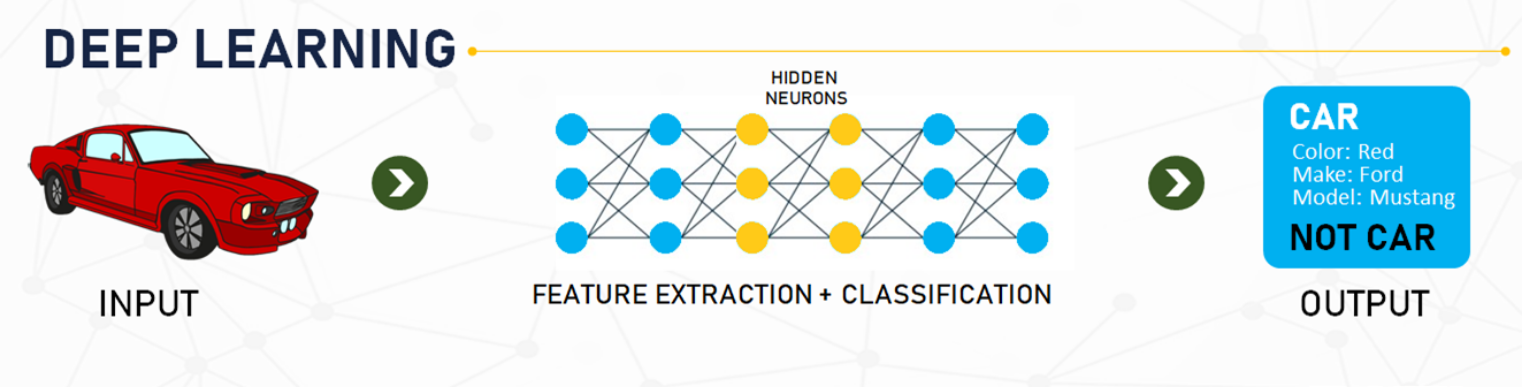 DEEP LEARNING
HIDDEN
NEURONS
CAR
Color: Red
Make: Ford
Model: Mustang
NOT CAR
FEATURE EXTRACTION + CLASSIFICATION
INPUT
OUTPUT